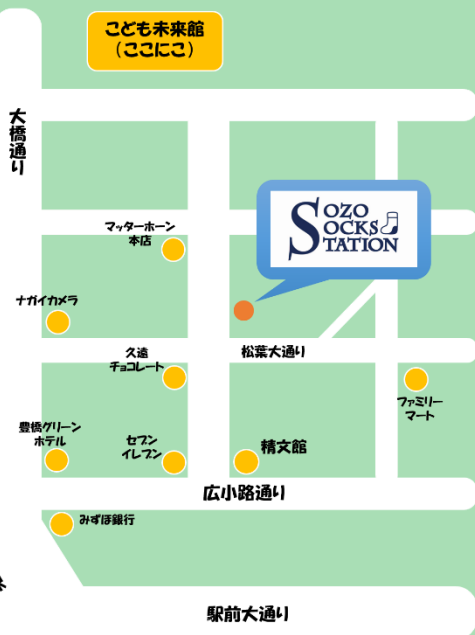 こども未来館
（ここにこ）
大橋通り
SOZO
SOCKS
STATION
マッターホーン
本店
ナガイカメラ
久遠
チョコレート
松葉大通り
ファミリー
マート
豊橋グリーン
ホテル
セブン
イレブン
精文館
広小路通り
みずほ銀行
駅前大通り